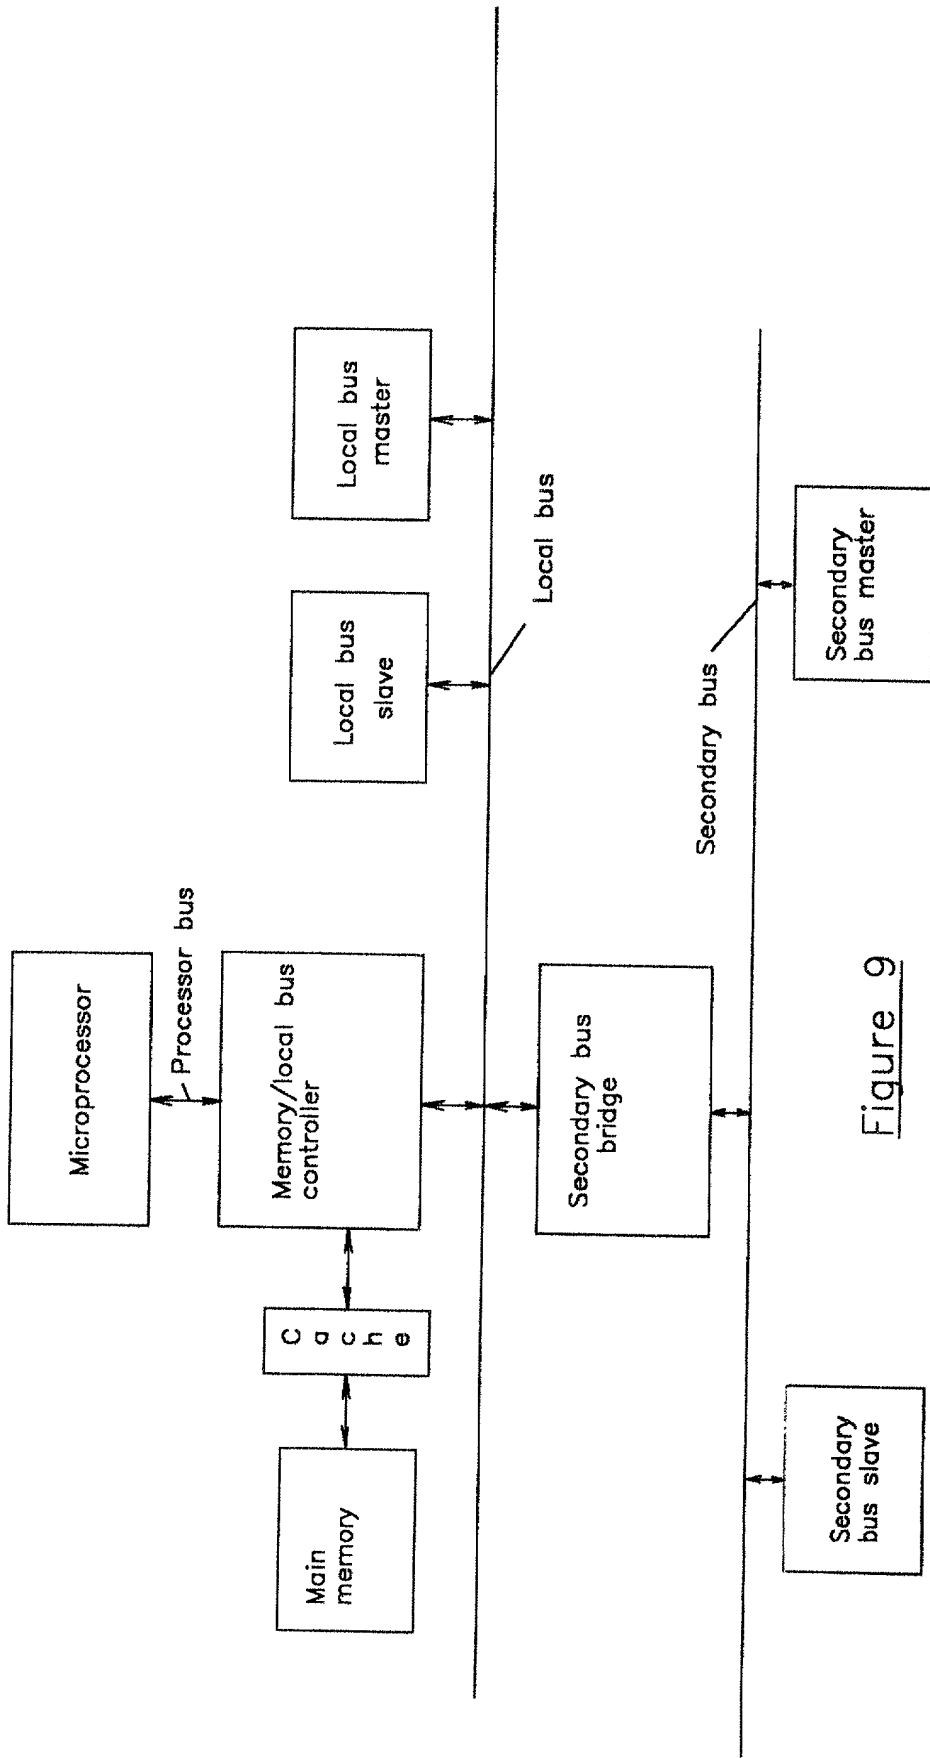 Microprocessor
Processor bus
Main
memory
C
a
c
h
e
Memory/local bus
controller
Local bus
slave
Local bus
master
Local bus
Secondary bus
bridge
Secondary bus
Secondary
bus slave
Secondary
bus master
Figure 9